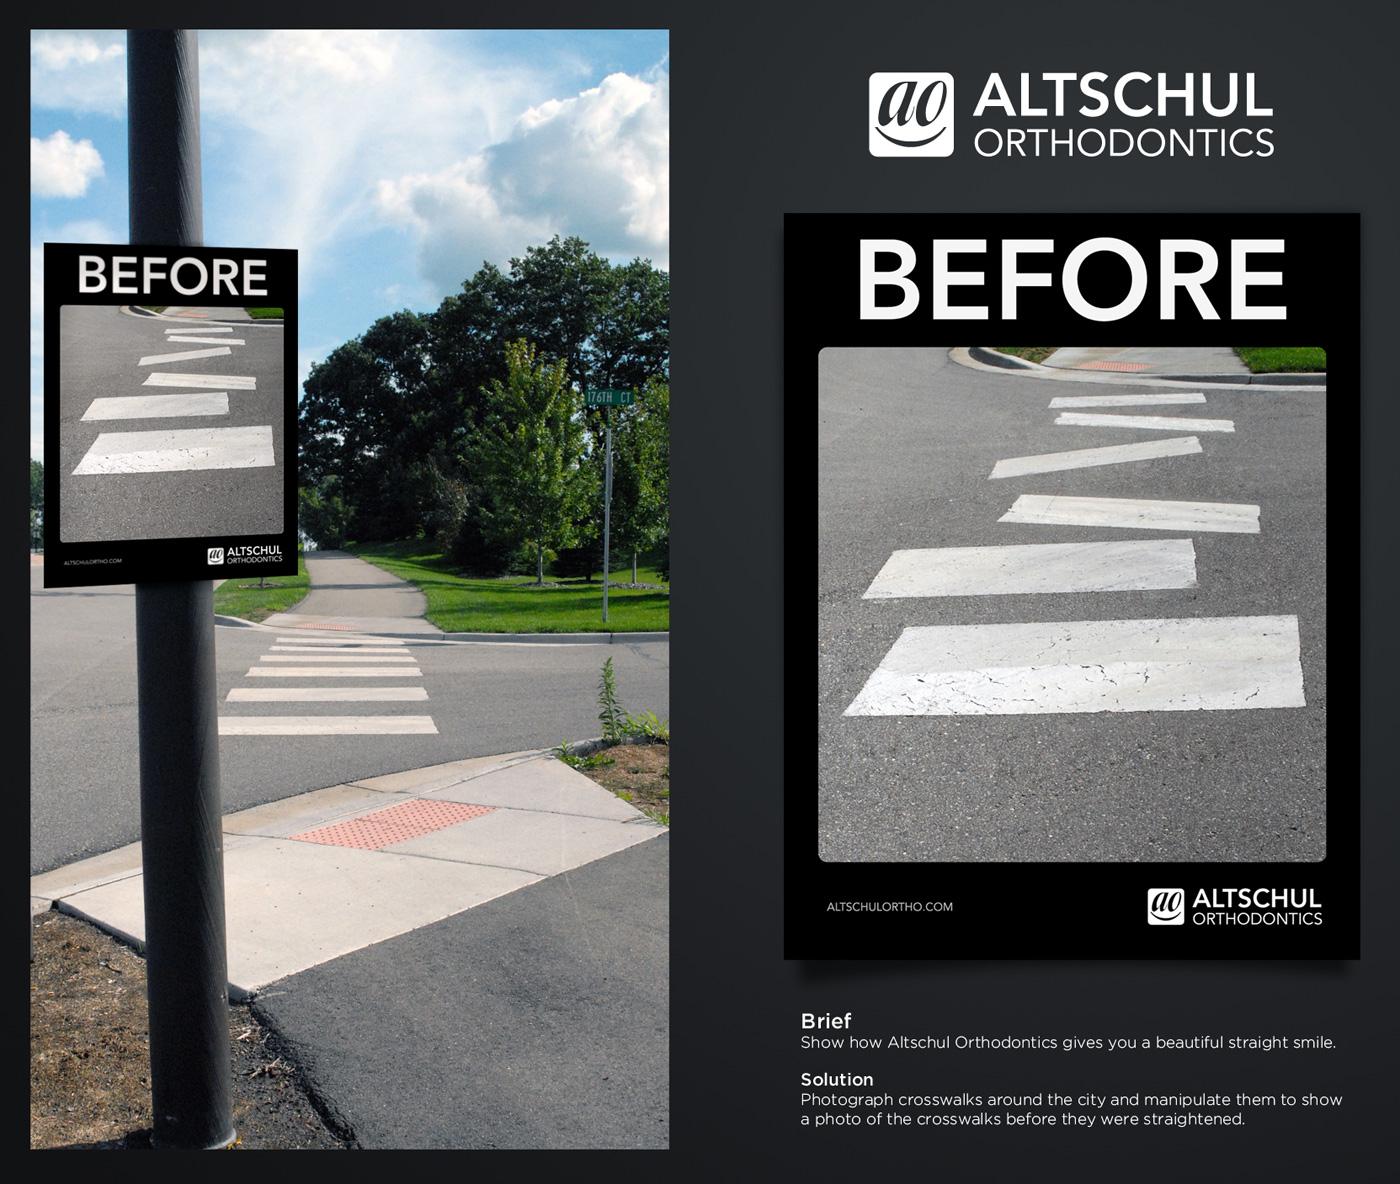 BEFORE
ALTSCHULORTHO.COM
ao ALTSCHUL
ORTHODONTICS
176TH CT
ao ALTSCHUL
ORTHODONTICS
BEFORE
ALTSCHULORTHO.COM
ao ALTSCHUL
ORTHODONTICS
Brief
Show how Altschul Orthodontics gives you a beautiful straight smile.
Solution
Photograph crosswalks around the city and manipulate them to show
a photo of the crosswalks before they were straightened.